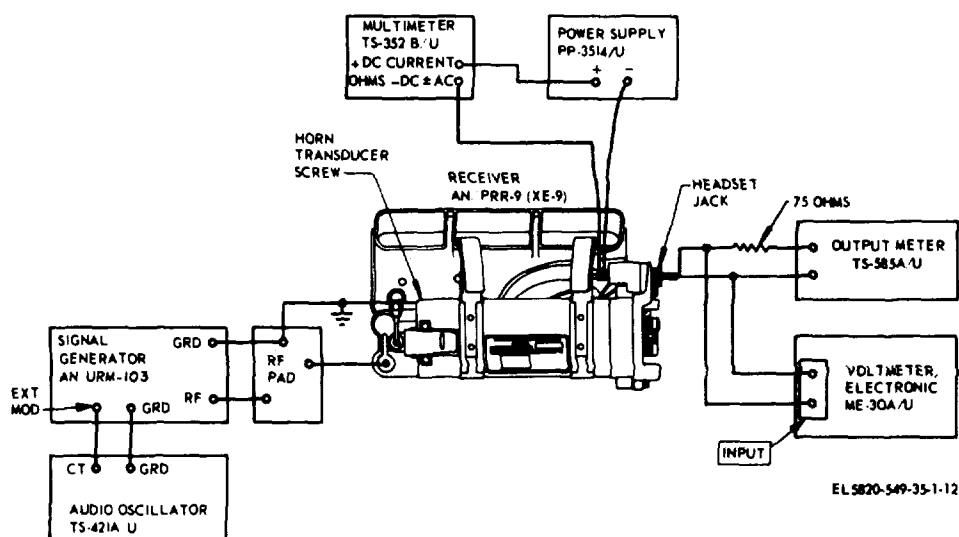 MULTIMETER
TS-352 B/U
+ DC CURRENT
OHMS - DC ± AC
POWER SUPPLY
PP-3514/U
+ -
HORN
TRANSDUCER
SCREW
RECEIVER
AN/PRR-9 (XE-9)
HEADSET
JACK
75 OHMS
OUTPUT METER
TS-585A/U
SIGNAL
GENERATOR
AN URM-103
GRD
RF
PAD
EXT
MOD
GRD
RF
VOLTMETER,
ELECTRONIC
ME-30A/U
INPUT
CT
GRD
AUDIO OSCILLATOR
TS-421A U
EL5820-549-35-1-12